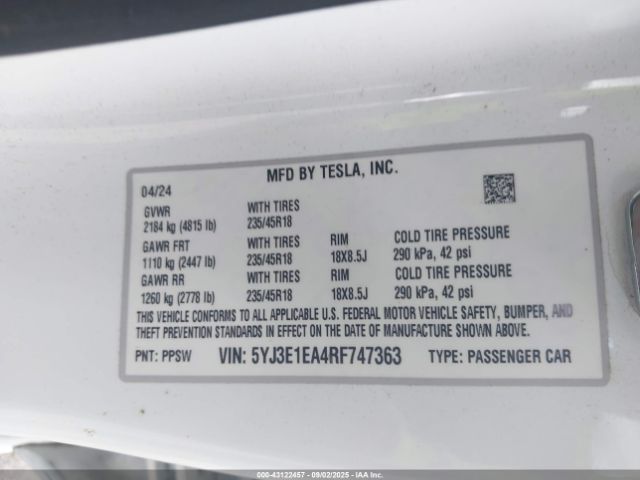 MFD BY TESLA, INC.
04/24
GVWR WITH TIRES
2184 kg (4815 lb) 235/45R18
GAWR FRT WITH TIRES RIM COLD TIRE PRESSURE
1110 kg (2447 lb) 235/45R18 18X8.5J 290 kPa, 42 psi
GAWR RR WITH TIRES RIM COLD TIRE PRESSURE
1260 kg (2778 lb) 235/45R18 18X8.5J 290 kPa, 42 psi
THIS VEHICLE CONFORMS TO ALL APPLICABLE U.S. FEDERAL MOTOR VEHICLE SAFETY, BUMPER, AND
THEFT PREVENTION STANDARDS IN EFFECT ON THE DATE OF MANUFACTURE SHOWN ABOVE.
PNT: PPSW VIN: 5YJ3E1EA4RF747363 TYPE: PASSENGER CAR
000-43122457 - 09/02/2025 - IAAI.COM